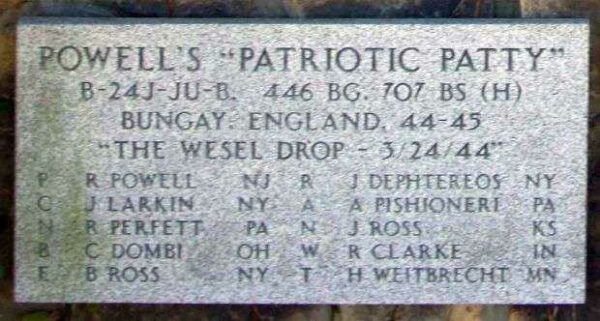 POWELL'S "PATRIOTIC PATTY"
B-24J-JU-B. 446 BG. 707 BS (H)
BUNGAY. ENGLAND. 44-45
"THE WESEL DROP - 3/24/44"
P R POWELL NJ R J DEPHTEREOS NY
C J LARKIN NY A A PISHIONERI PA
N R PERFETT PA N J ROSS KS
B C DOMBI OH W R CLARKE IN
E B ROSS NY T H WEITBRECHT MN